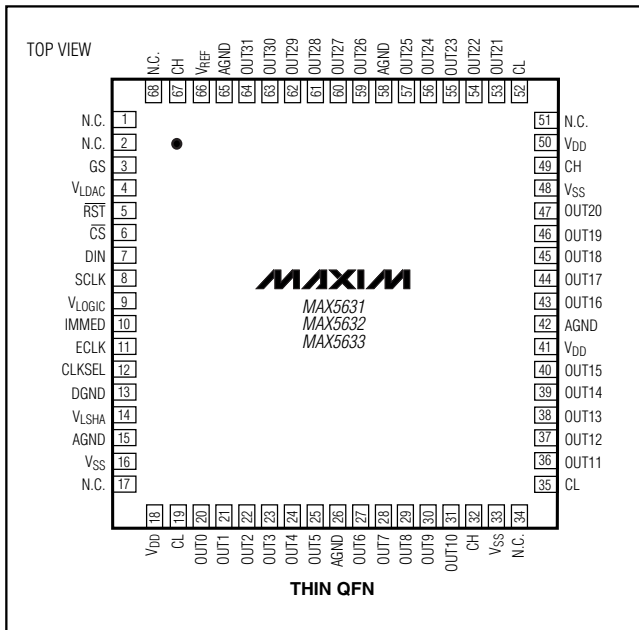 TOP VIEW
N.C.
CH
VREF
AGND
OUT31
OUT30
OUT29
OUT28
OUT27
OUT26
AGND
OUT25
OUT24
OUT23
OUT22
OUT21
CL
68 67 66 65 64 63 62 61 60 59 58 57 56 55 54 53 52
N.C. 1
N.C. 2
GS 3
VLDAC 4
RST 5
CS 6
DIN 7
SCLK 8
VLOGIC 9
IMMED 10
ECLK 11
CLKSEL 12
DGND 13
VLSHA 14
AGND 15
VSS 16
N.C. 17
MAXIM
MAX5631
MAX5632
MAX5633
51 N.C.
50 VDD
49 CH
48 VSS
47 OUT20
46 OUT19
45 OUT18
44 OUT17
43 OUT16
42 AGND
41 VDD
40 OUT15
39 OUT14
38 OUT13
37 OUT12
36 OUT11
35 CL
18 19 20 21 22 23 24 25 26 27 28 29 30 31 32 33 34
VDD
CL
OUT0
OUT1
OUT2
OUT3
OUT4
OUT5
AGND
OUT6
OUT7
OUT8
OUT9
OUT10
CH
VSS
N.C.
THIN QFN